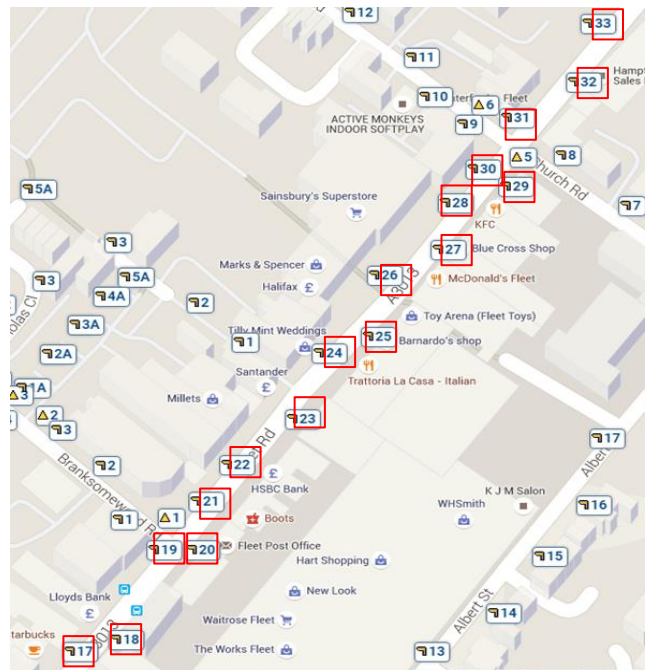 33
12
11
32
Hampt
Sales
10
6
Fleet
31
ACTIVE MONKEYS
INDOOR SOFTPLAY
9
5
8
30
Church Rd
5A
29
Sainsbury's Superstore
28
7
KFC
3
27
Blue Cross Shop
Marks & Spencer
26
McDonald's Fleet
3
5A
Halifax
A3013
4A
2
Toy Arena (Fleet Toys)
3A
Tilly Mint Weddings
25
1
Barnardo's shop
2A
24
Santander
Trattoria La Casa - Italian
1A
3
Millets
2
23
3
17
Rd
Albert
2
22
Branksomewood Rd
HSBC Bank
K J M Salon
21
WHSmith
16
1
1
Boots
19
20
Fleet Post Office
Hart Shopping
15
Lloyds Bank
New Look
Albert St
14
Waitrose Fleet
18
3013
tarbucks
17
The Works Fleet
13